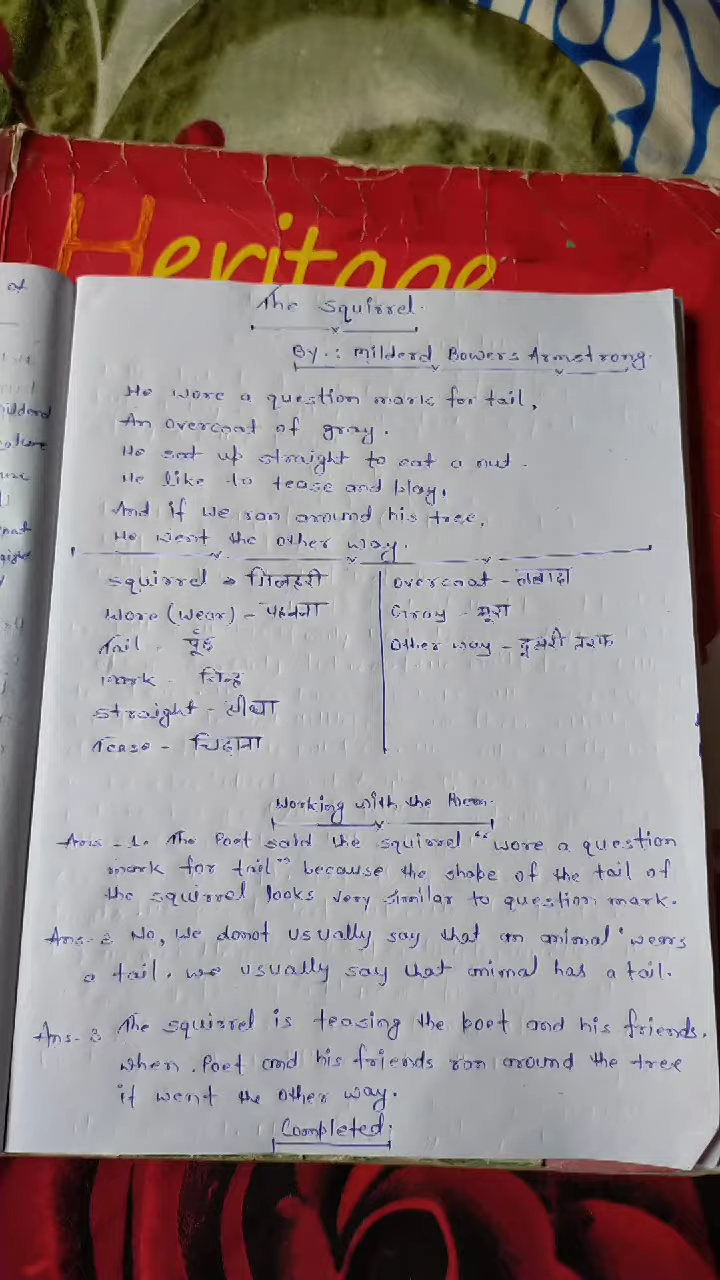 Heritage
The Squirrel.
By.: Milderd Bowers Armstrong.
He wore a question mark for tail,
An overcoat of gray.
He sat up straight to eat a nut.
He like to tease and play,
And if we ran around his tree,
He went the other way.
Squirrel → गिलहरी
Wore (wear) - पहनना
Tail - पूँछ
Mark - चिन्ह
Straight - सीधा
Tease - चिढ़ाना
Overcoat - लबादा
Gray - भूरा
Other way - दूसरी तरफ
Working with the Poem.
Ans - 1. The Poet said the squirrel "wore a question
mark for tail" because the shape of the tail of
the squirrel looks very similar to question mark.
Ans- 2 No, we donot usually say that an animal 'wears
a tail. we usually say that animal has a tail.
Ans- 3 The squirrel is teasing the poet and his friends.
when Poet and his friends ran around the tree
it went the other way.
Completed.